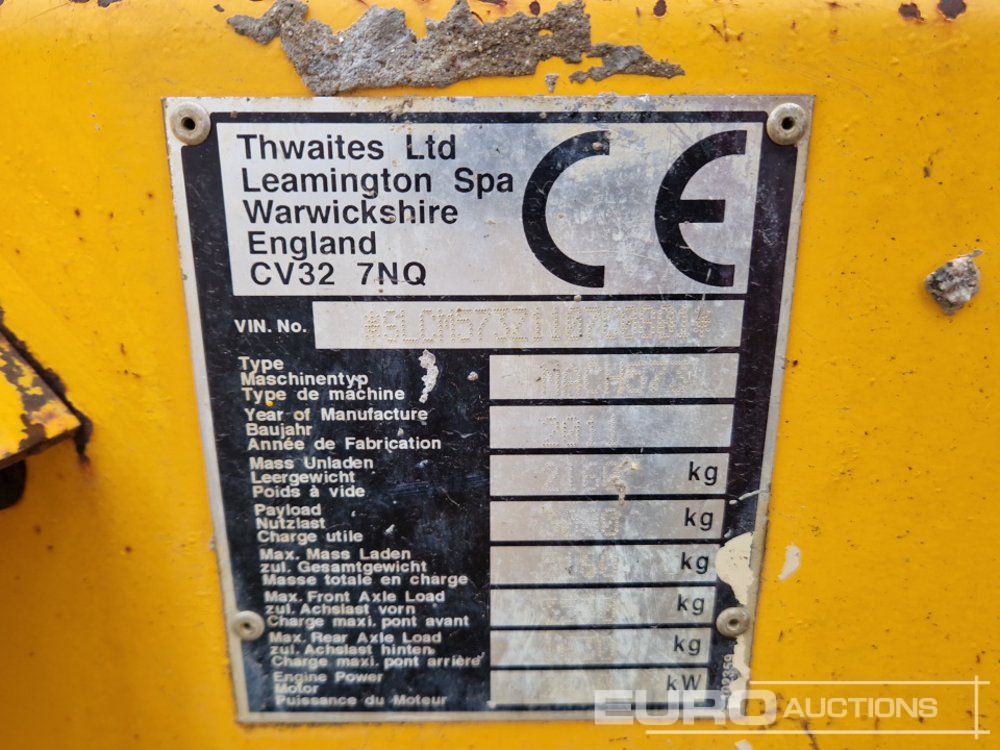 Thwaites Ltd
Leamington Spa
Warwickshire
England
CV32 7NQ
CE
VIN. No.
Type
Maschinentyp
Type de machine
Year of Manufacture
Baujahr
Année de Fabrication
Mass Unladen
Leergewicht
Poids à vide
kg
Payload
Nutzlast
Charge utile
kg
Max. Mass Laden
zul. Gesamtgewicht
Masse totale en charge
kg
Max. Front Axle Load
zul. Achslast vorn
Charge maxi. pont avant
kg
Max. Rear Axle Load
zul. Achslast hinten
Charge maxi. pont arrière
kg
Engine Power
Motor
Puissance du Moteur
kW
EURO AUCTIONS